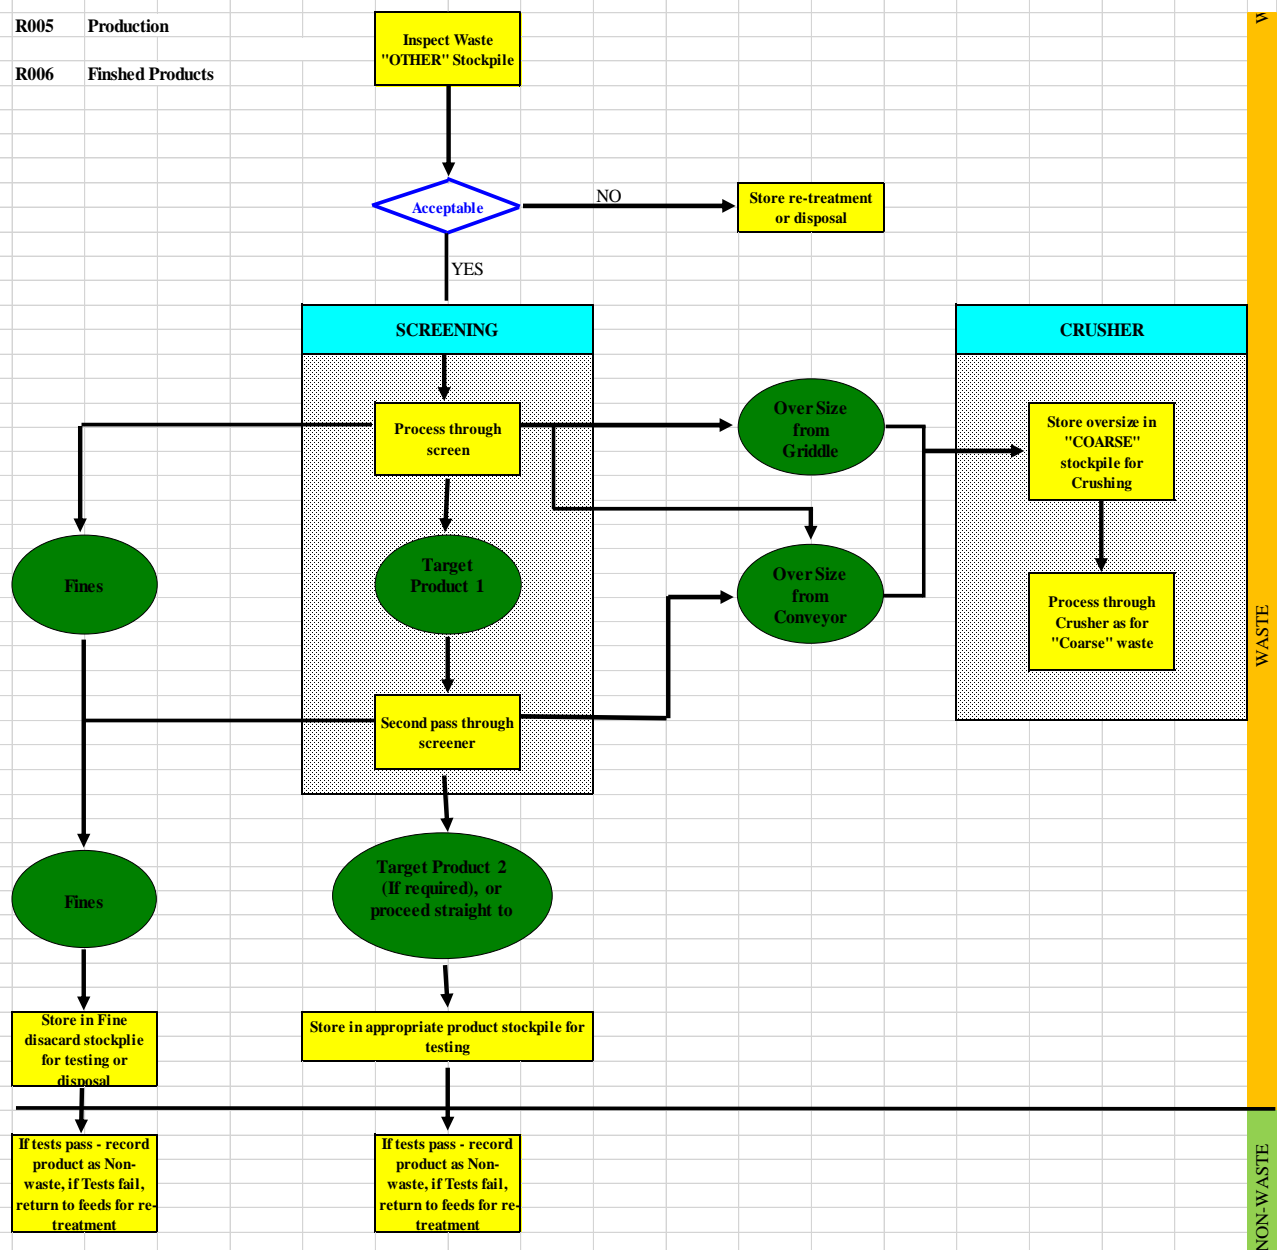 R005 Production
R006 Finshed Products
Inspect Waste
"OTHER" Stockpile
Acceptable
NO
Store re-treatment
or disposal
YES
SCREENING
CRUSHER
Process through
screen
Over Size
from
Griddle
Store oversize in
"COARSE"
stockpile for
Crushing
Fines
Target
Product 1
Over Size
from
Conveyor
Process through
Crusher as for
"Coarse" waste
Second pass through
screener
Fines
Target Product 2
(If required), or
proceed straight to
Store in Fine
disacard stockplie
for testing or
disposal
Store in appropriate product stockpile for
testing
If tests pass - record
product as Non-
waste, if Tests fail,
return to feeds for re-
treatment
If tests pass - record
product as Non-
waste, if Tests fail,
return to feeds for re-
treatment
WASTE
NON-WASTE